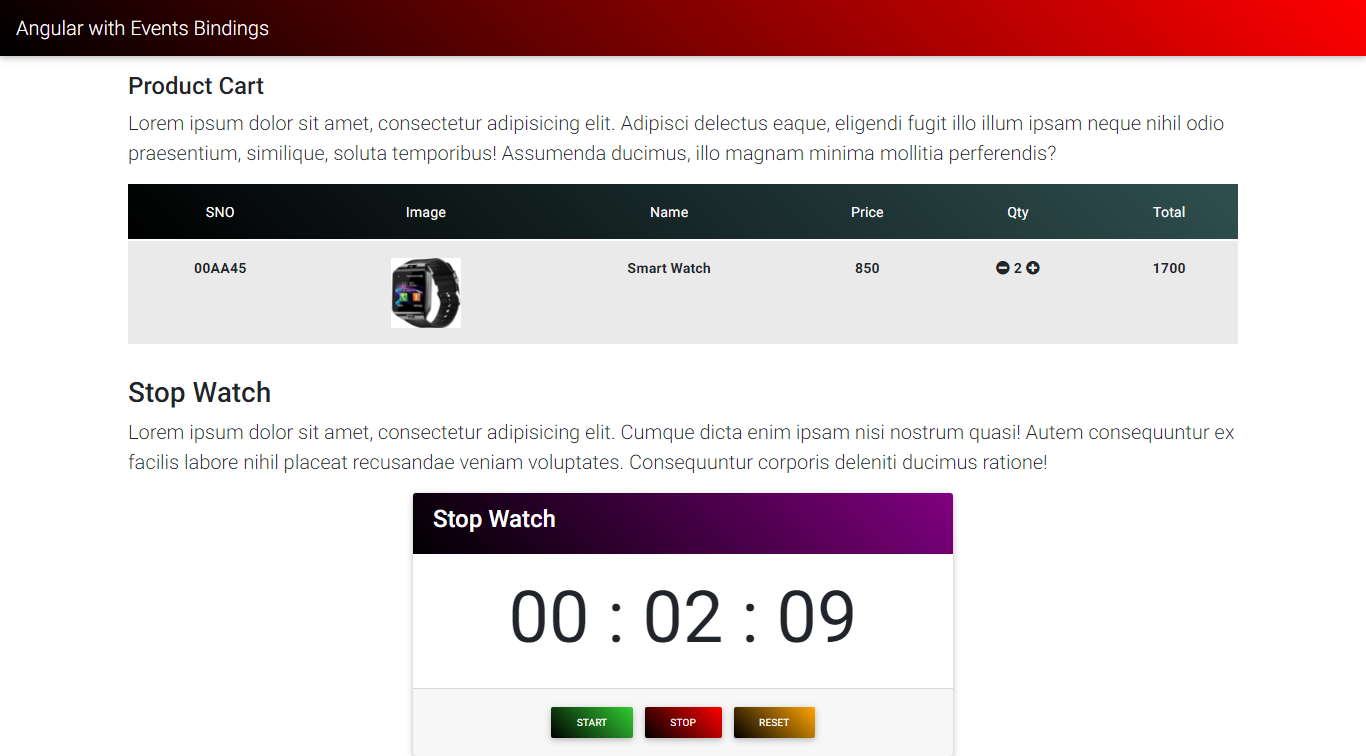 Angular with Events Bindings
Product Cart
Lorem ipsum dolor sit amet, consectetur adipisicing elit. Adipisci delectus eaque, eligendi fugit illo illum ipsam neque nihil odio
praesentium, similique, soluta temporibus! Assumenda ducimus, illo magnam minima mollitia perferendis?
SNO Image Name Price Qty Total
00AA45 Smart Watch 850 2 1700
Stop Watch
Lorem ipsum dolor sit amet, consectetur adipisicing elit. Cumque dicta enim ipsam nisi nostrum quasi! Autem consequuntur ex
facilis labore nihil placeat recusandae veniam voluptates. Consequuntur corporis deleniti ducimus ratione!
Stop Watch
00 : 02 : 09
START STOP RESET